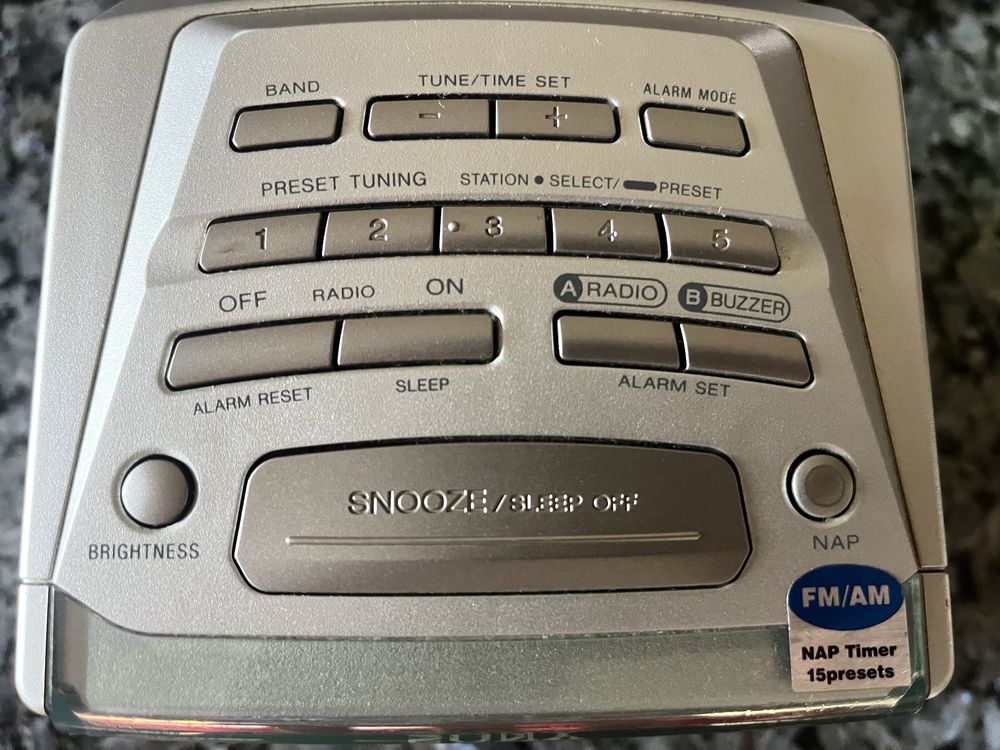 BAND
TUNE/TIME SET
ALARM MODE
- +
PRESET TUNING
STATION ● SELECT/ ▬ PRESET
1 2 3 4 5
OFF RADIO ON
A RADIO
B BUZZER
ALARM RESET
SLEEP
ALARM SET
SNOOZE/SLEEP OFF
BRIGHTNESS
NAP
FM/AM
NAP Timer
15presets